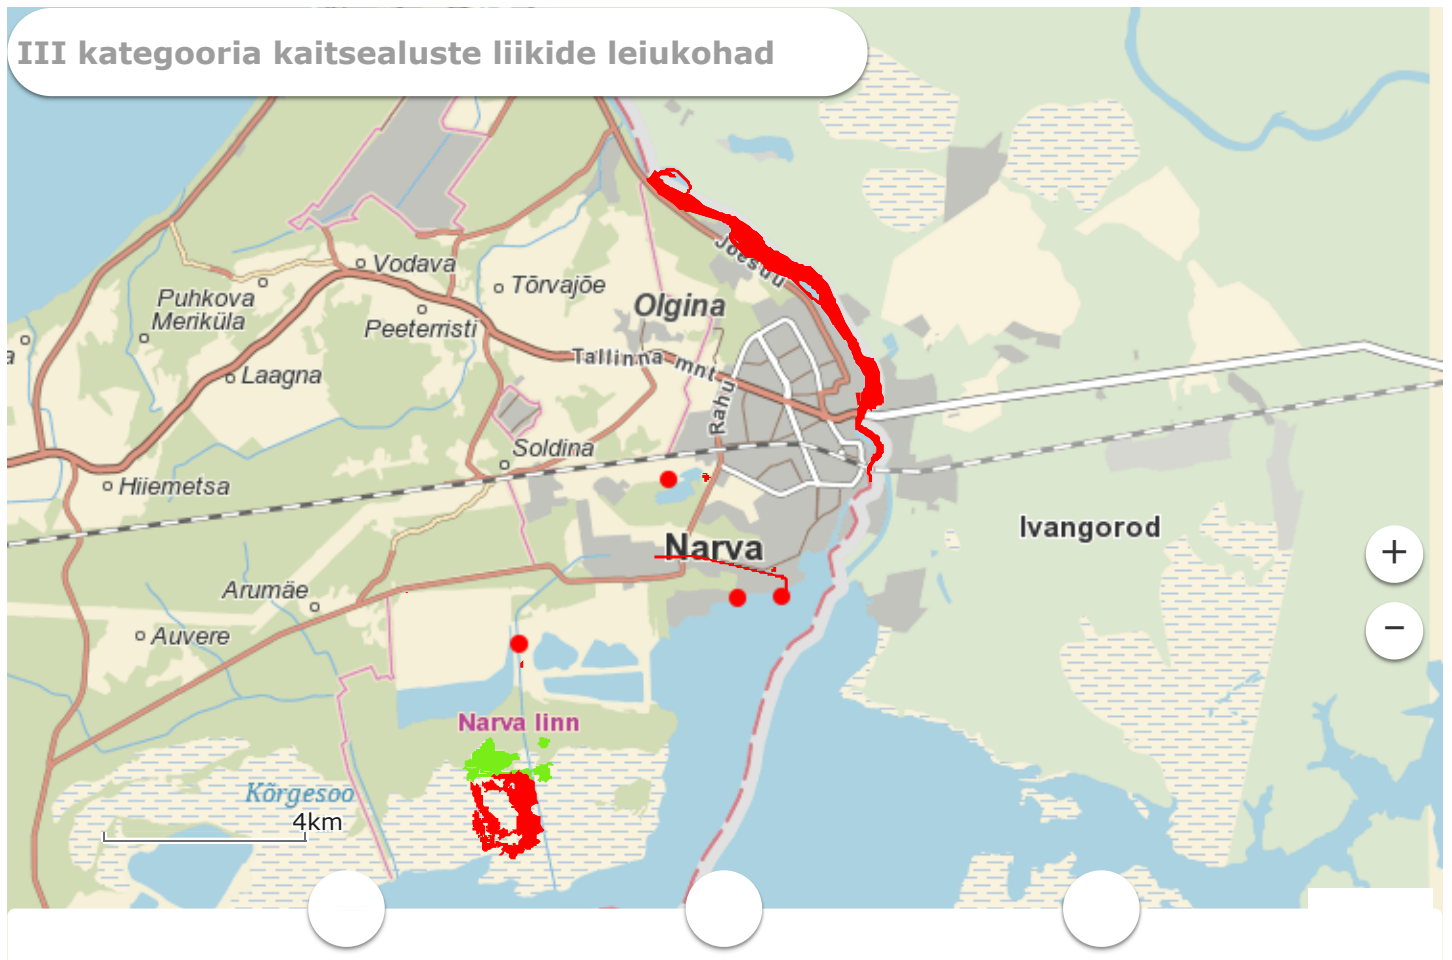 III kategooria kaitsealuste liikide leiukohad
Vodava
Tõrvajõe
Puhkova
Meriküla
Peeterristi
Olgina
Jõesuu
Tallinna mnt
a
Laagna
Rahu
Soldina
Hiiemetsa
Ivangorod
Narva
+
Arumäe
Auvere
−
Narva linn
Kõrgesoo
4km